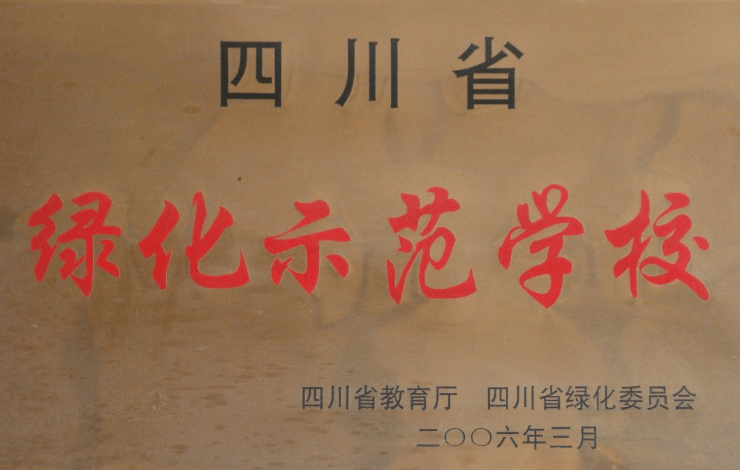 四川省
绿化示范学校
四川省教育厅 四川省绿化委员会
二〇〇六年三月